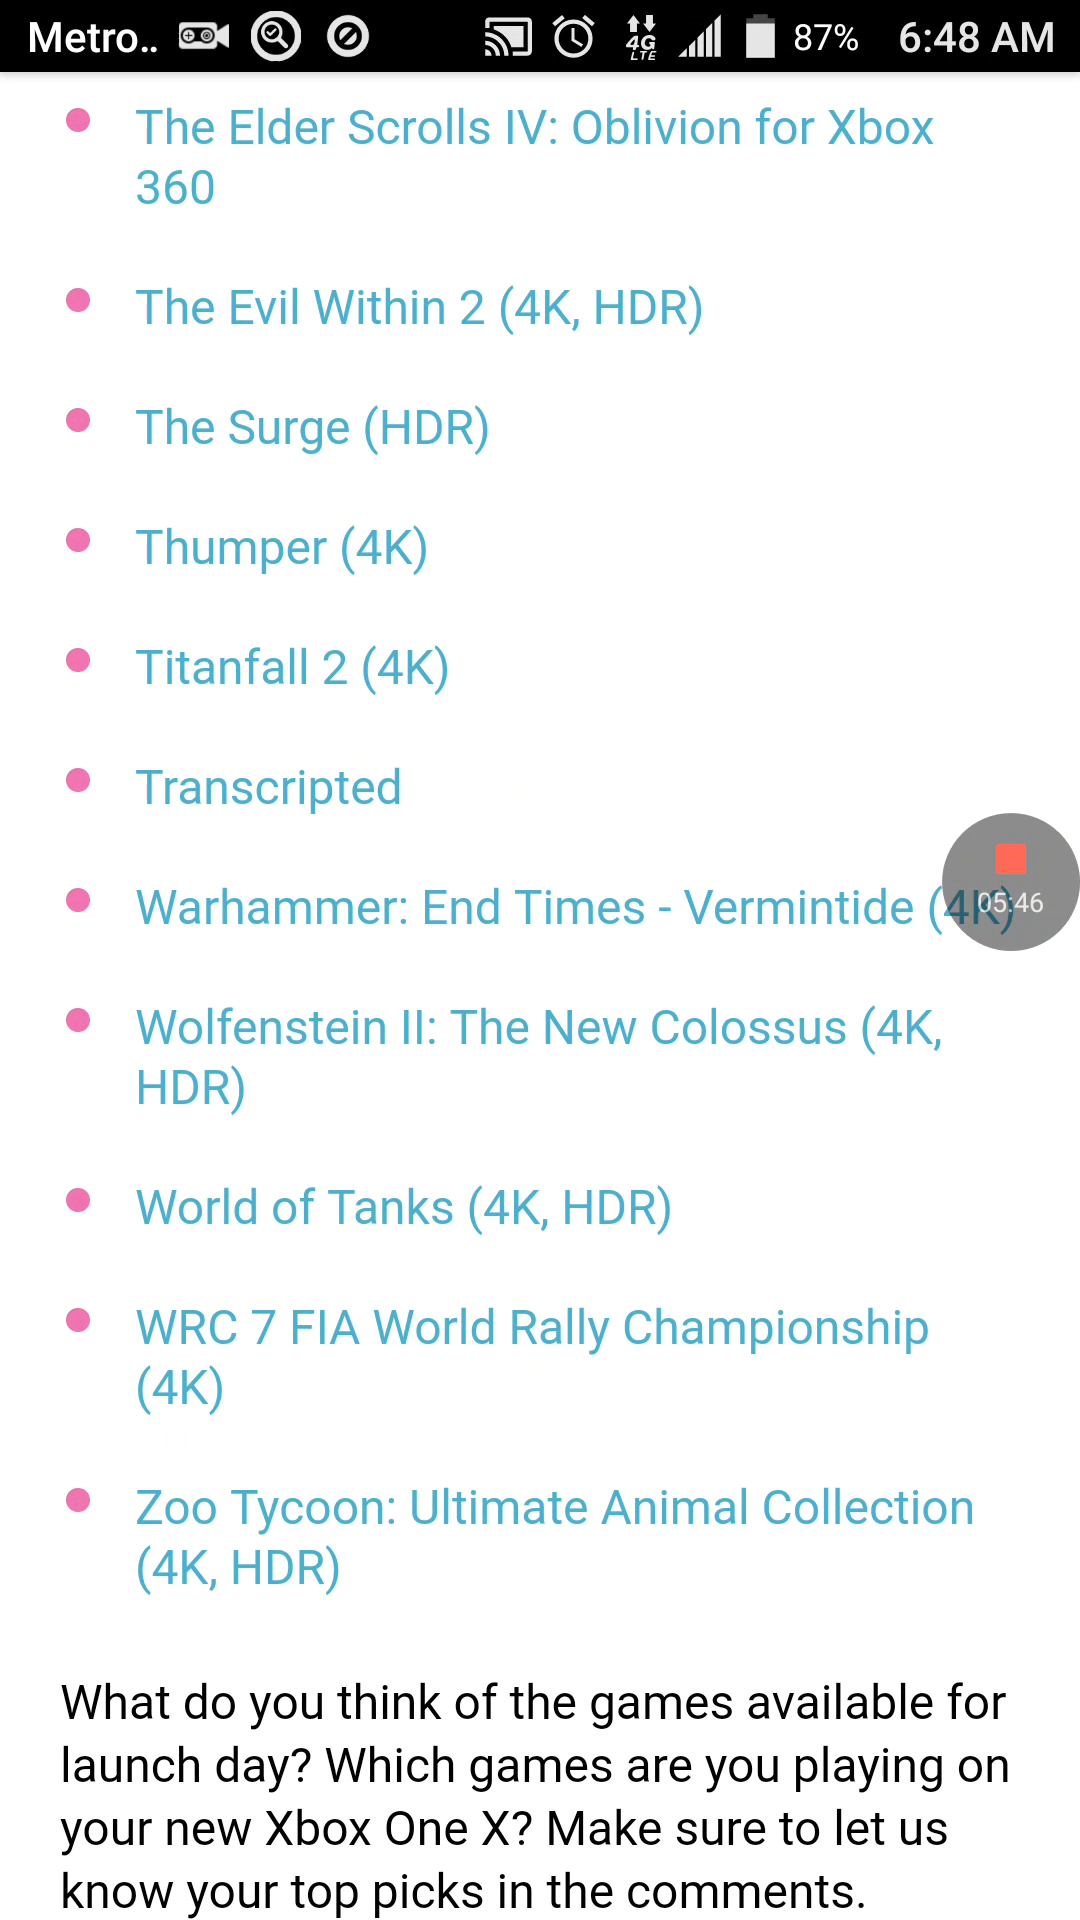 Metro.. 4G LTE 87% 6:48 AM
The Elder Scrolls IV: Oblivion for Xbox
360
The Evil Within 2 (4K, HDR)
The Surge (HDR)
Thumper (4K)
Titanfall 2 (4K)
Transcripted
Warhammer: End Times - Vermintide (4K)
05:46
Wolfenstein II: The New Colossus (4K,
HDR)
World of Tanks (4K, HDR)
WRC 7 FIA World Rally Championship
(4K)
Zoo Tycoon: Ultimate Animal Collection
(4K, HDR)
What do you think of the games available for
launch day? Which games are you playing on
your new Xbox One X? Make sure to let us
know your top picks in the comments.